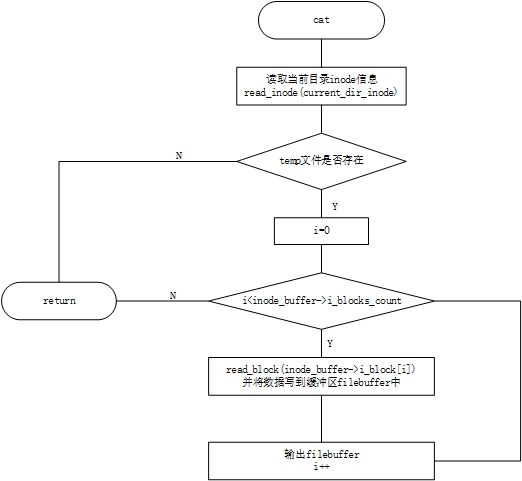 cat
读取当前目录inode信息
read_inode(current_dir_inode)
temp文件是否存在
N
Y
i=0
return
N
i<inode_buffer->i_blocks_count
Y
read_block(inode_buffer->i_block[i])
并将数据写到缓冲区filebuffer中
输出filebuffer
i++